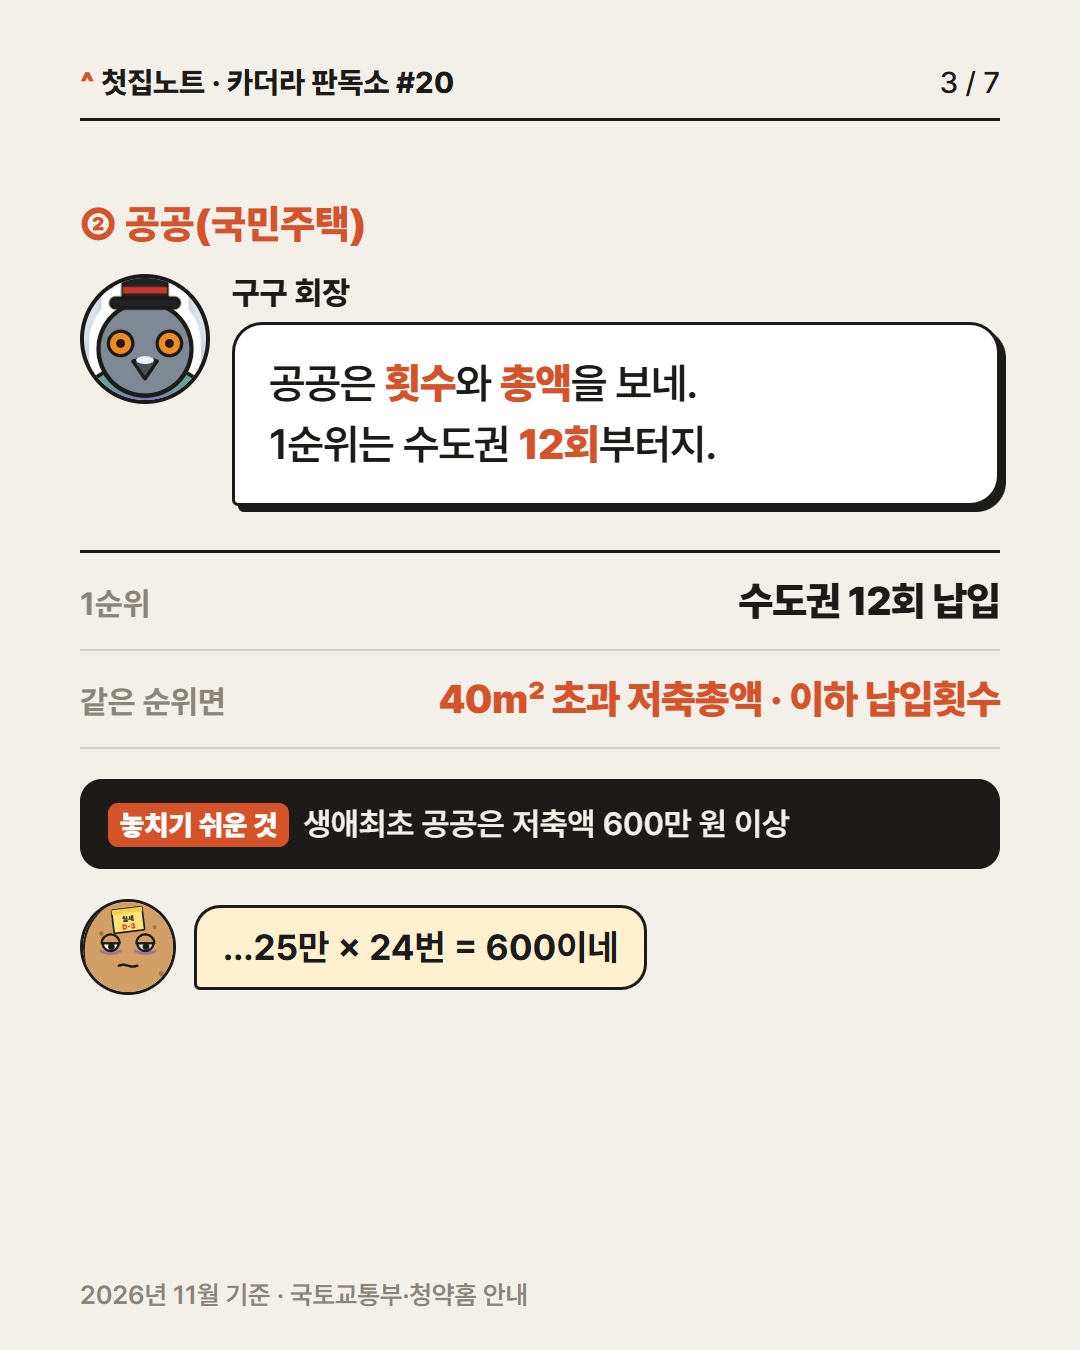 ^ 첫집노트 · 카더라 판독소 #20
3 / 7
② 공공(국민주택)
구구 회장
공공은 횟수와 총액을 보네.
1순위는 수도권 12회부터지.
1순위
수도권 12회 납입
같은 순위면
40m² 초과 저축총액 · 이하 납입횟수
놓치기 쉬운 것 생애최초 공공은 저축액 600만 원 이상
월세
D-3
...25만 × 24번 = 600이네
2026년 11월 기준 · 국토교통부·청약홈 안내